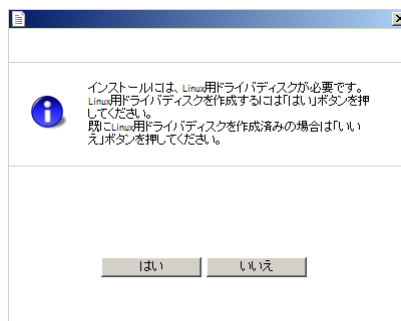 インストールには、Linux用ドライバディスクが必要です。
Linux用ドライバディスクを作成するには「はい」ボタンを押
してください。
既にLinux用ドライバディスクを作成済みの場合は「いい
え」ボタンを押してください。
はい
いいえ